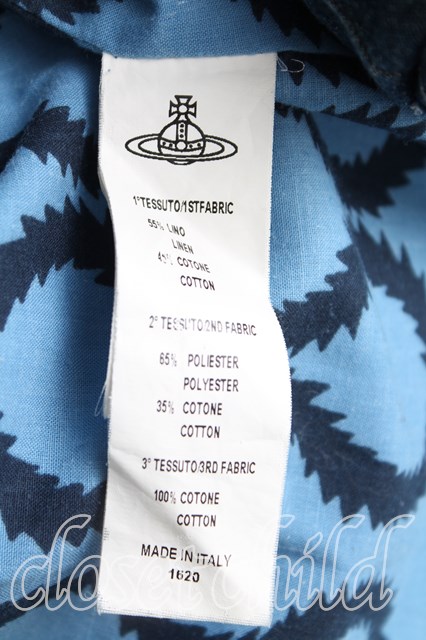 1°TESSUTO/1STFABRIC
55% LINO
LINEN
45% COTONE
COTTON
2° TESSUTO/2ND FABRIC
65% POLIESTER
POLYESTER
35% COTONE
COTTON
3° TESSUTO/3RD FABRIC
100% COTONE
COTTON
MADE IN ITALY
1620
closet child